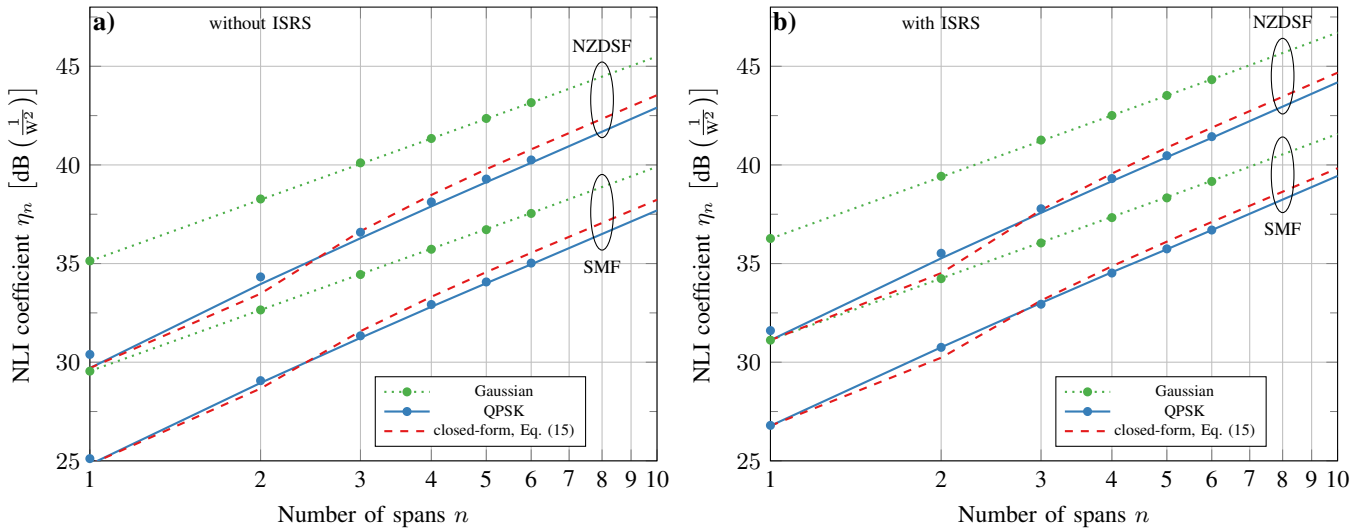 a)
without ISRS
NZDSF
SMF
45
40
35
30
25
NLI coefficient ηn [dB (1/W²)]
1
2
3
4
5
6
7
8
9
10
Number of spans n
Gaussian
QPSK
closed-form, Eq. (15)
b)
with ISRS
NZDSF
SMF
45
40
35
30
25
NLI coefficient ηn [dB (1/W²)]
1
2
3
4
5
6
7
8
9
10
Number of spans n
Gaussian
QPSK
closed-form, Eq. (15)